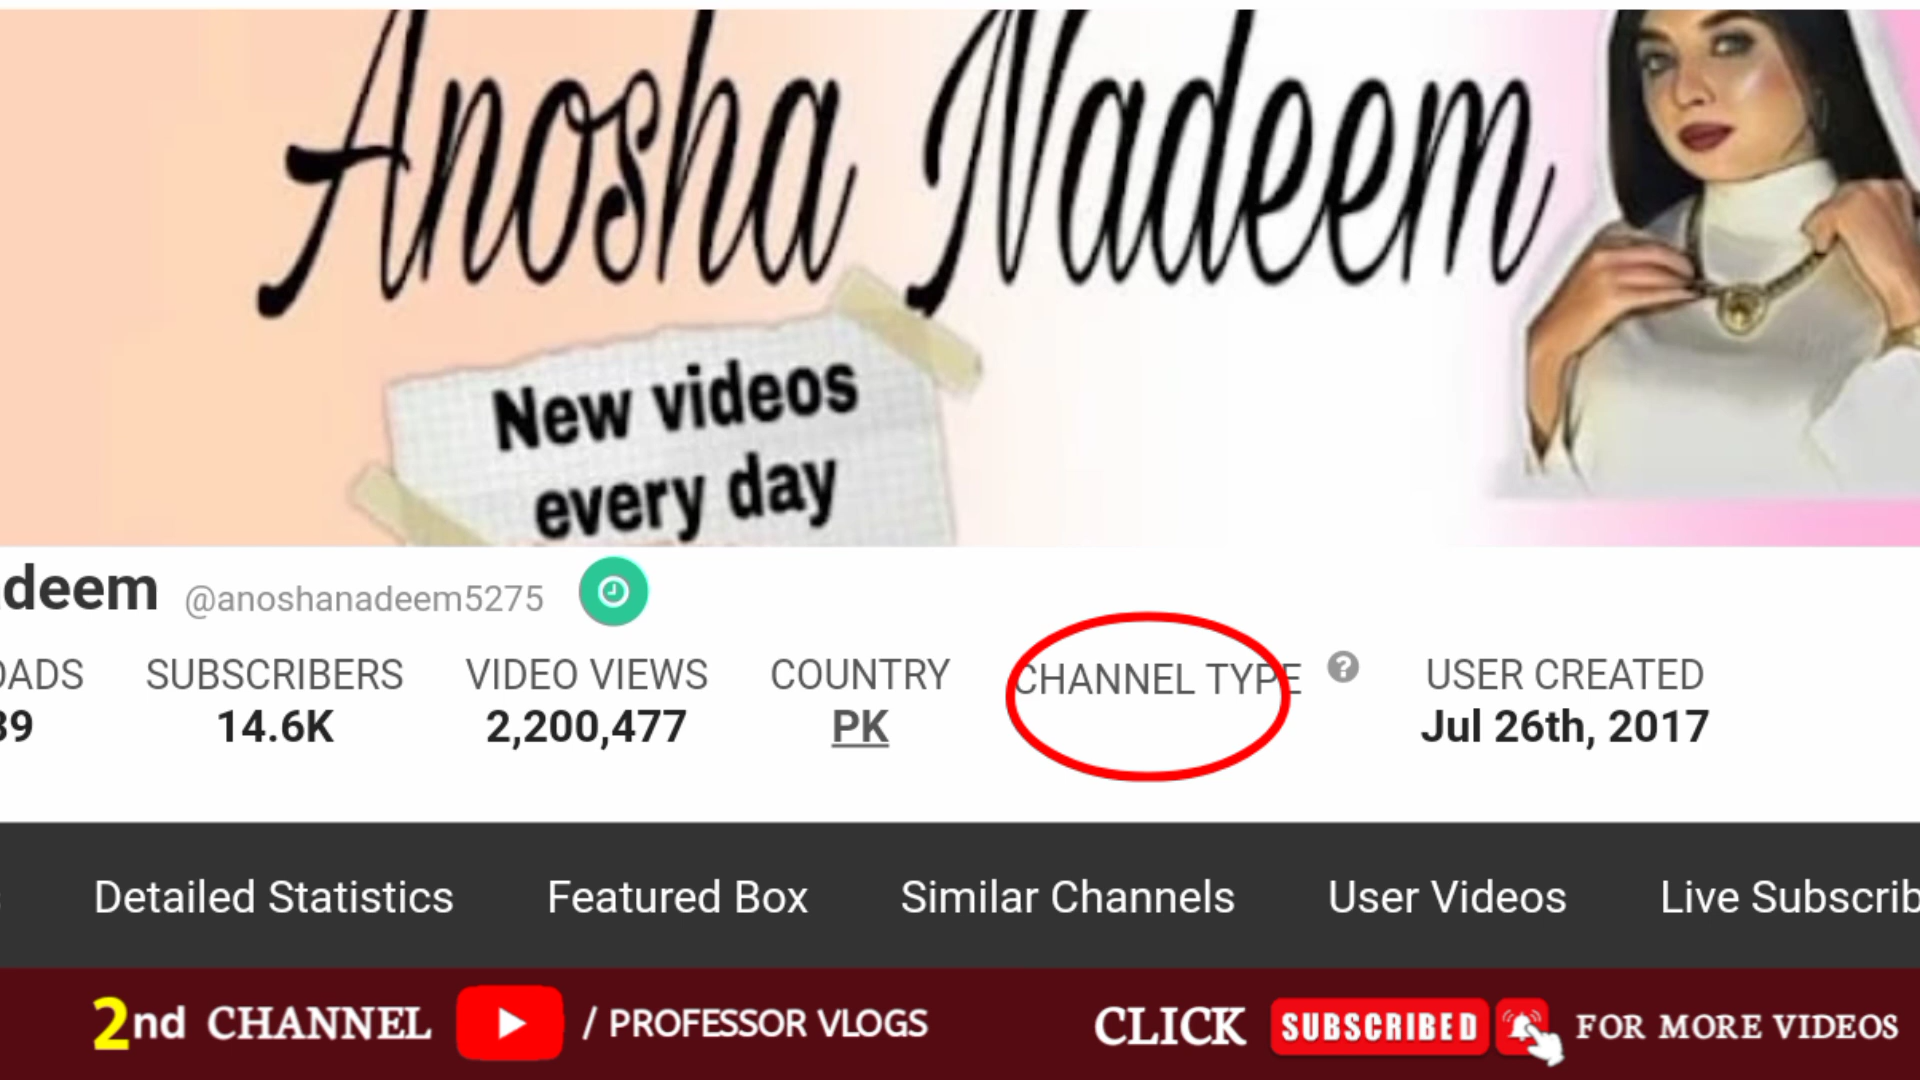 Anosha Nadeem
New videos
every day
deem @anoshanadeem5275
OADS SUBSCRIBERS VIDEO VIEWS COUNTRY CHANNEL TYPE ? USER CREATED
39 14.6K 2,200,477 PK Jul 26th, 2017
Detailed Statistics Featured Box Similar Channels User Videos Live Subscrib
2nd CHANNEL / PROFESSOR VLOGS CLICK SUBSCRIBED FOR MORE VIDEOS